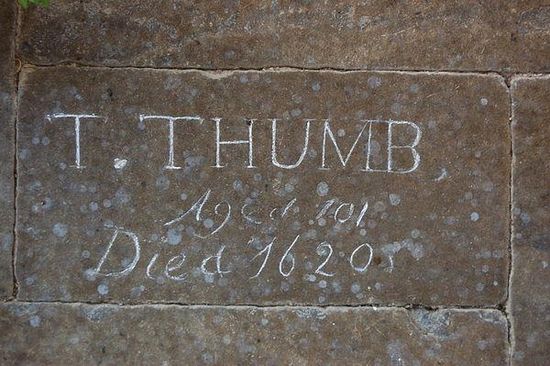 T. THUMB,
Aged 101
Died 1620